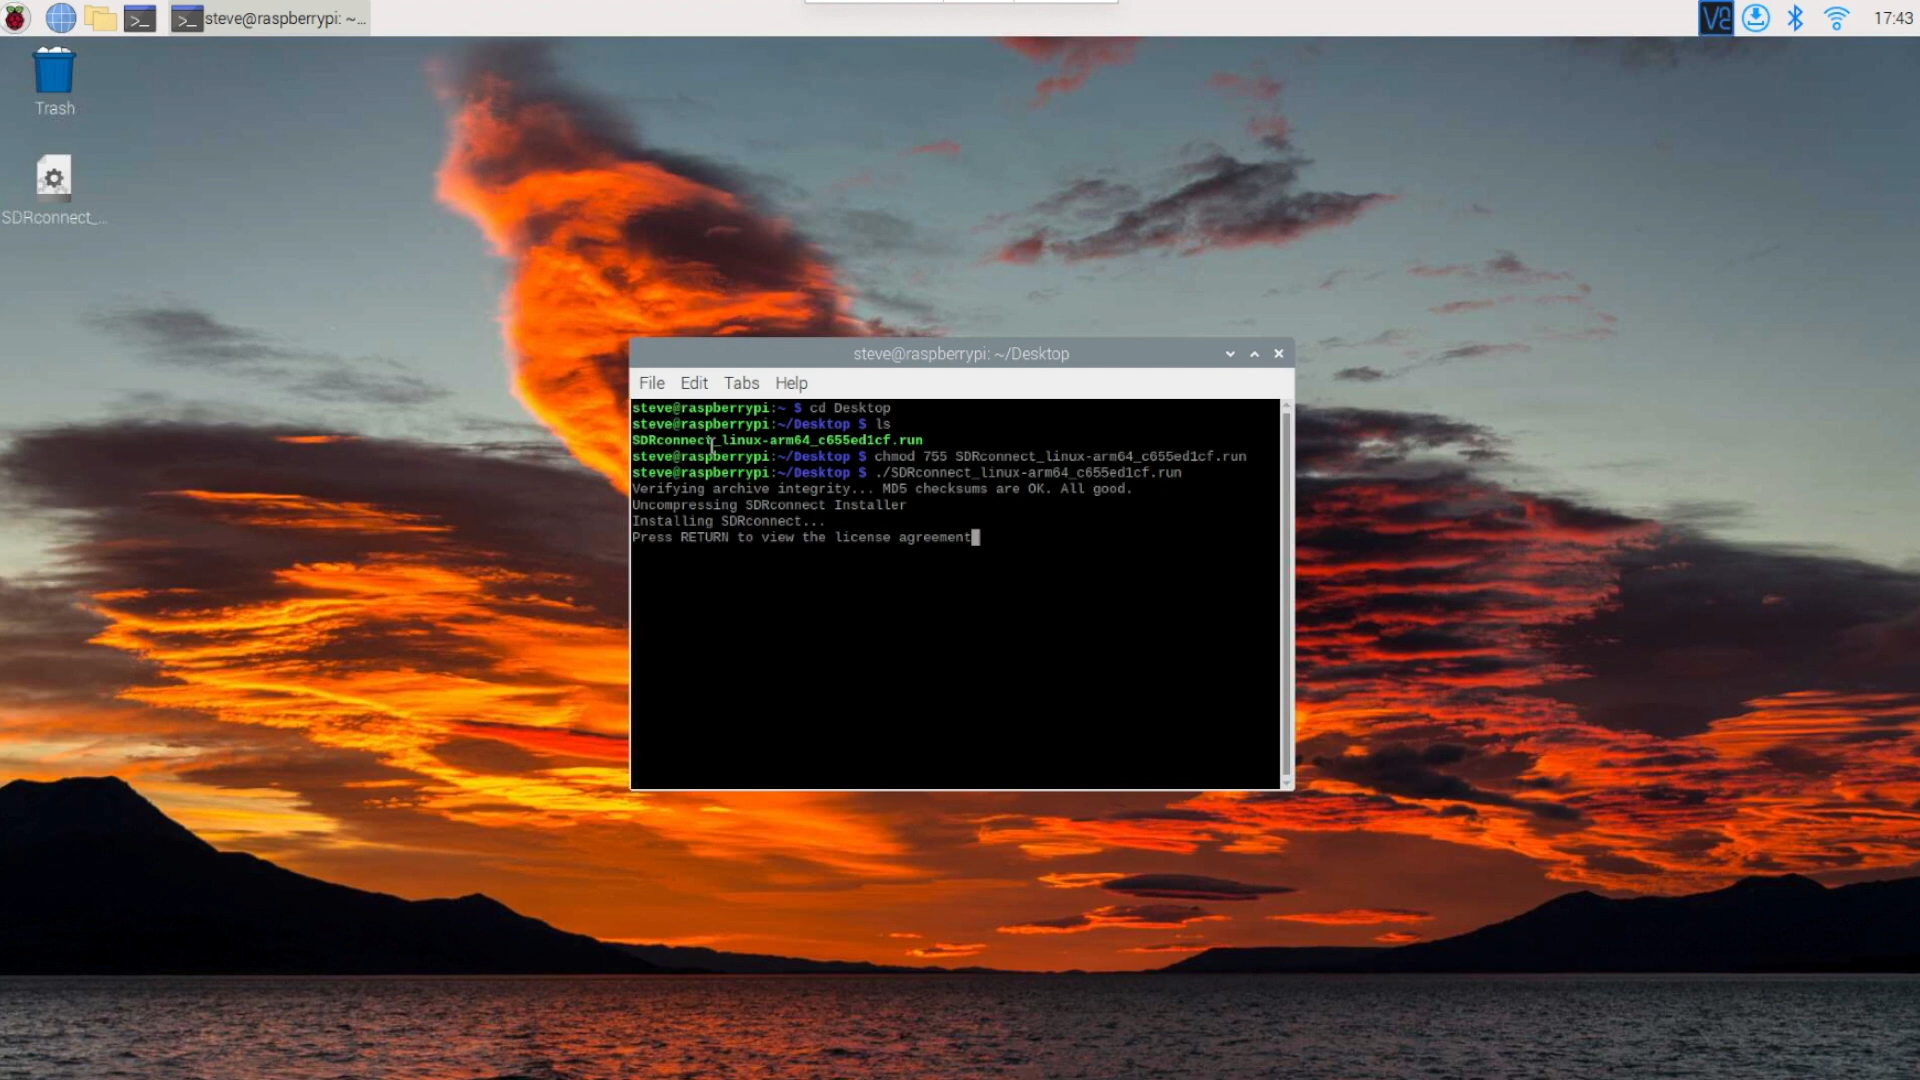 steve@raspberrypi: ~...
17:43
Trash
SDRconnect_...
steve@raspberrypi: ~/Desktop
File Edit Tabs Help
steve@raspberrypi:~ $ cd Desktop
steve@raspberrypi:~/Desktop $ ls
SDRconnect_linux-arm64_c655ed1cf.run
steve@raspberrypi:~/Desktop $ chmod 755 SDRconnect_linux-arm64_c655ed1cf.run
steve@raspberrypi:~/Desktop $ ./SDRconnect_linux-arm64_c655ed1cf.run
Verifying archive integrity... MD5 checksums are OK. All good.
Uncompressing SDRconnect Installer
Installing SDRconnect...
Press RETURN to view the license agreement